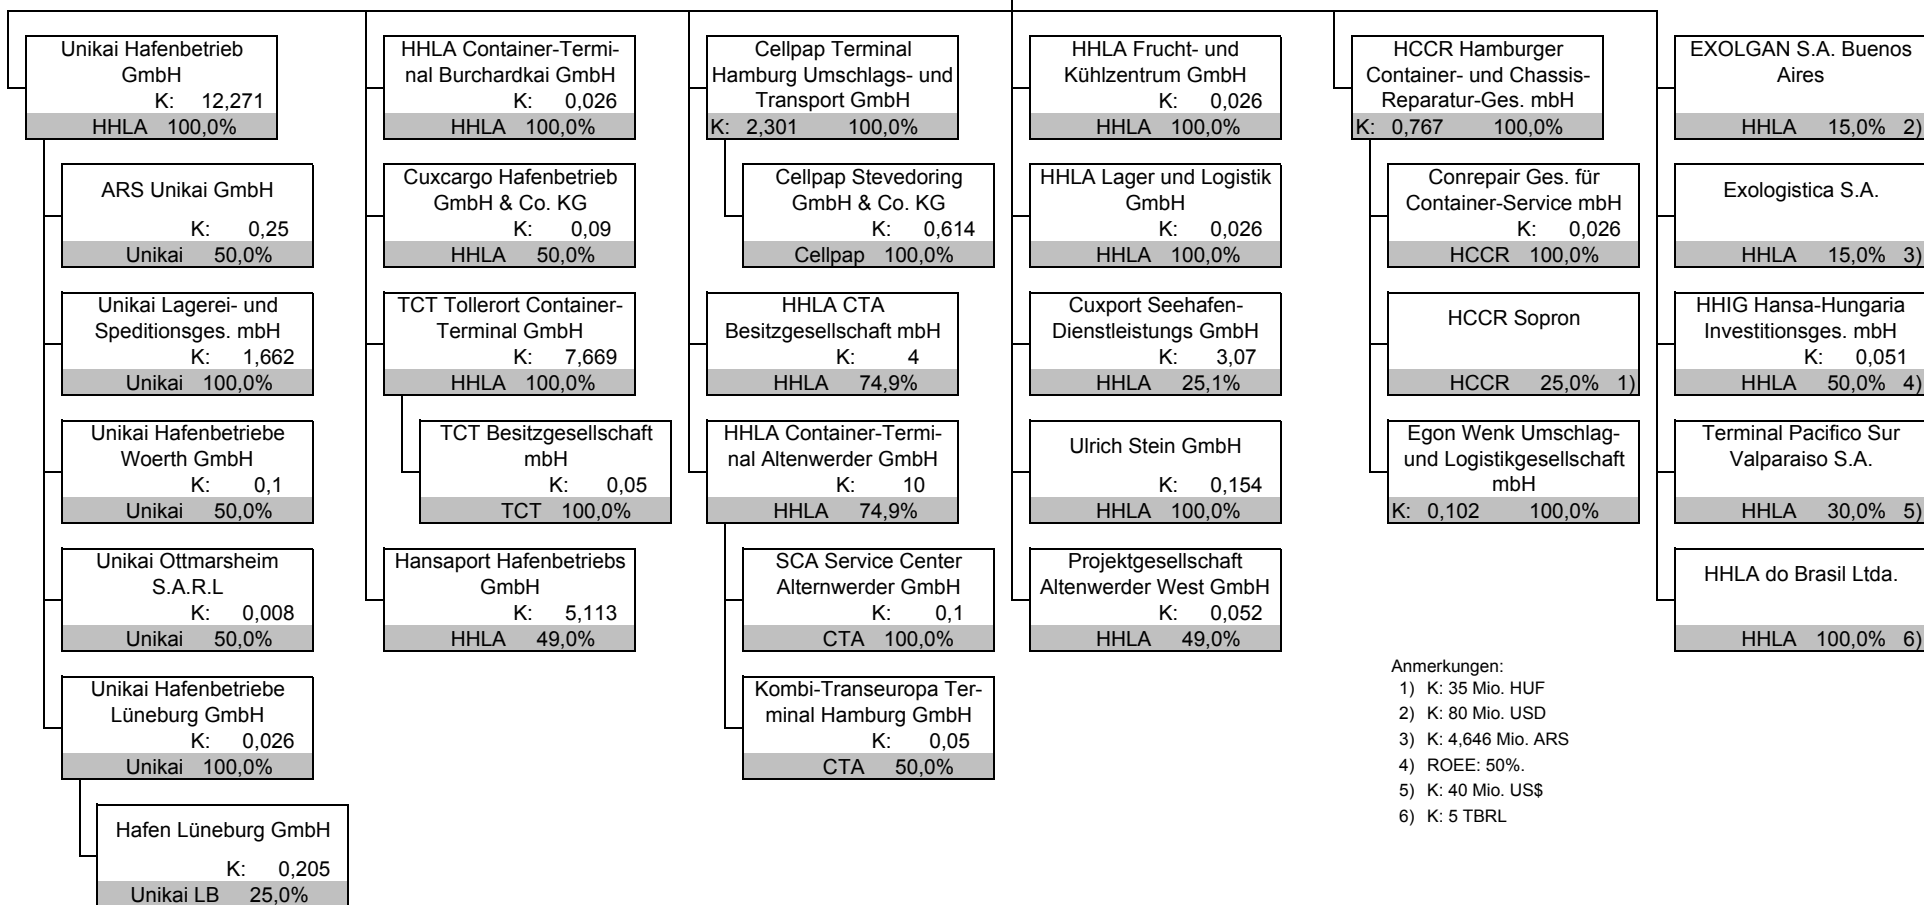 Unikai Hafenbetrieb
GmbH
K: 12,271
HHLA 100,0%
ARS Unikai GmbH
K: 0,25
Unikai 50,0%
Unikai Lagerei- und
Speditionsges. mbH
K: 1,662
Unikai 100,0%
Unikai Hafenbetriebe
Woerth GmbH
K: 0,1
Unikai 50,0%
Unikai Ottmarsheim
S.A.R.L
K: 0,008
Unikai 50,0%
Unikai Hafenbetriebe
Lüneburg GmbH
K: 0,026
Unikai 100,0%
Hafen Lüneburg GmbH
K: 0,205
Unikai LB 25,0%
HHLA Container-Termi-
nal Burchardkai GmbH
K: 0,026
HHLA 100,0%
Cuxcargo Hafenbetrieb
GmbH & Co. KG
K: 0,09
HHLA 50,0%
TCT Tollerort Container-
Terminal GmbH
K: 7,669
HHLA 100,0%
TCT Besitzgesellschaft
mbH
K: 0,05
TCT 100,0%
Hansaport Hafenbetriebs
GmbH
K: 5,113
HHLA 49,0%
Cellpap Terminal
Hamburg Umschlags- und
Transport GmbH
K: 2,301 100,0%
Cellpap Stevedoring
GmbH & Co. KG
K: 0,614
Cellpap 100,0%
HHLA CTA
Besitzgesellschaft mbH
K: 4
HHLA 74,9%
HHLA Container-Termi-
nal Altenwerder GmbH
K: 10
HHLA 74,9%
SCA Service Center
Alternwerder GmbH
K: 0,1
CTA 100,0%
Kombi-Transeuropa Ter-
minal Hamburg GmbH
K: 0,05
CTA 50,0%
HHLA Frucht- und
Kühlzentrum GmbH
K: 0,026
HHLA 100,0%
HHLA Lager und Logistik
GmbH
K: 0,026
HHLA 100,0%
Cuxport Seehafen-
Dienstleistungs GmbH
K: 3,07
HHLA 25,1%
Ulrich Stein GmbH
K: 0,154
HHLA 100,0%
Projektgesellschaft
Altenwerder West GmbH
K: 0,052
HHLA 49,0%
HCCR Hamburger
Container- und Chassis-
Reparatur-Ges. mbH
K: 0,767 100,0%
Conrepair Ges. für
Container-Service mbH
K: 0,026
HCCR 100,0%
HCCR Sopron
HCCR 25,0% 1)
Egon Wenk Umschlag-
und Logistikgesellschaft
mbH
K: 0,102 100,0%
EXOLGAN S.A. Buenos
Aires
HHLA 15,0% 2)
Exologistica S.A.
HHLA 15,0% 3)
HHIG Hansa-Hungaria
Investitionsges. mbH
K: 0,051
HHLA 50,0% 4)
Terminal Pacifico Sur
Valparaiso S.A.
HHLA 30,0% 5)
HHLA do Brasil Ltda.
HHLA 100,0% 6)
Anmerkungen:
1) K: 35 Mio. HUF
2) K: 80 Mio. USD
3) K: 4,646 Mio. ARS
4) ROEE: 50%.
5) K: 40 Mio. US$
6) K: 5 TBRL